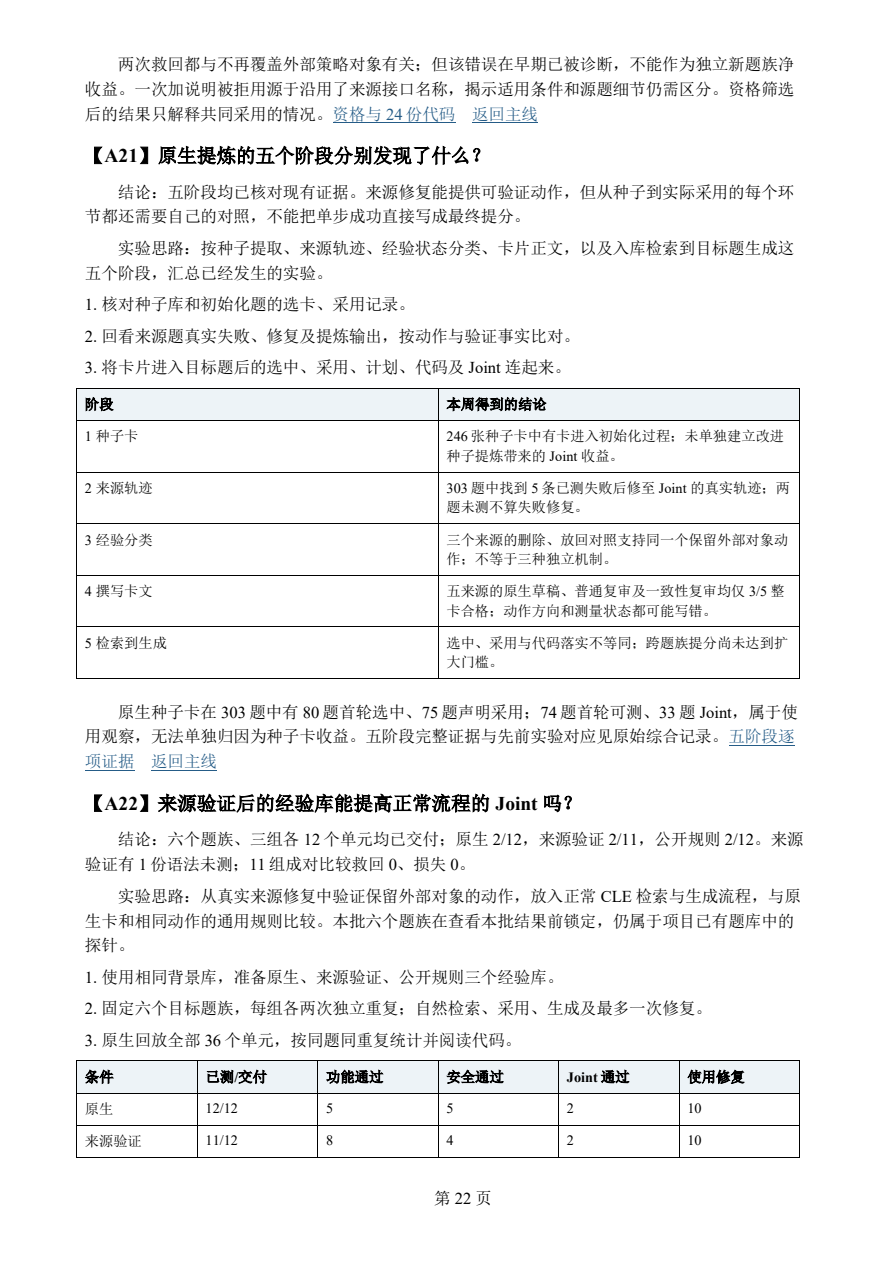 两次救回都与不再覆盖外部策略对象有关；但该错误在早期已被诊断，不能作为独立新题族净
收益。一次加说明被拒用源于沿用了来源接口名称，揭示适用条件和源题细节仍需区分。资格筛选
后的结果只解释共同采用的情况。资格与 24 份代码 返回主线
【A21】原生提炼的五个阶段分别发现了什么？
结论：五阶段均已核对现有证据。来源修复能提供可验证动作，但从种子到实际采用的每个环
节都还需要自己的对照，不能把单步成功直接写成最终提分。
实验思路：按种子提取、来源轨迹、经验状态分类、卡片正文，以及入库检索到目标题生成这
五个阶段，汇总已经发生的实验。
1. 核对种子库和初始化题的选卡、采用记录。
2. 回看来源题真实失败、修复及提炼输出，按动作与验证事实比对。
3. 将卡片进入目标题后的选中、采用、计划、代码及 Joint 连起来。
阶段 本周得到的结论
1 种子卡 246 张种子卡中有卡进入初始化过程；未单独建立改进
种子提炼带来的 Joint 收益。
2 来源轨迹 303 题中找到 5 条已测失败后修至 Joint 的真实轨迹；两
题未测不算失败修复。
3 经验分类 三个来源的删除、放回对照支持同一个保留外部对象动
作；不等于三种独立机制。
4 撰写卡文 五来源的原生草稿、普通复审及一致性复审均仅 3/5 整
卡合格；动作方向和测量状态都可能写错。
5 检索到生成 选中、采用与代码落实不等同；跨题族提分尚未达到扩
大门槛。
原生种子卡在 303 题中有 80 题首轮选中、75 题声明采用；74 题首轮可测、33 题 Joint，属于使
用观察，无法单独归因为种子卡收益。五阶段完整证据与先前实验对应见原始综合记录。五阶段逐
项证据 返回主线
【A22】来源验证后的经验库能提高正常流程的 Joint 吗？
结论：六个题族、三组各 12 个单元均已交付；原生 2/12，来源验证 2/11，公开规则 2/12。来源
验证有 1 份语法未测；11 组成对比较救回 0、损失 0。
实验思路：从真实来源修复中验证保留外部对象的动作，放入正常 CLE 检索与生成流程，与原
生卡和相同动作的通用规则比较。本批六个题族在查看本批结果前锁定，仍属于项目已有题库中的
探针。
1. 使用相同背景库，准备原生、来源验证、公开规则三个经验库。
2. 固定六个目标题族，每组各两次独立重复；自然检索、采用、生成及最多一次修复。
3. 原生回放全部 36 个单元，按同题同重复统计并阅读代码。
条件 已测/交付 功能通过 安全通过 Joint 通过 使用修复
原生 12/12 5 5 2 10
来源验证 11/12 8 4 2 10
第 22 页